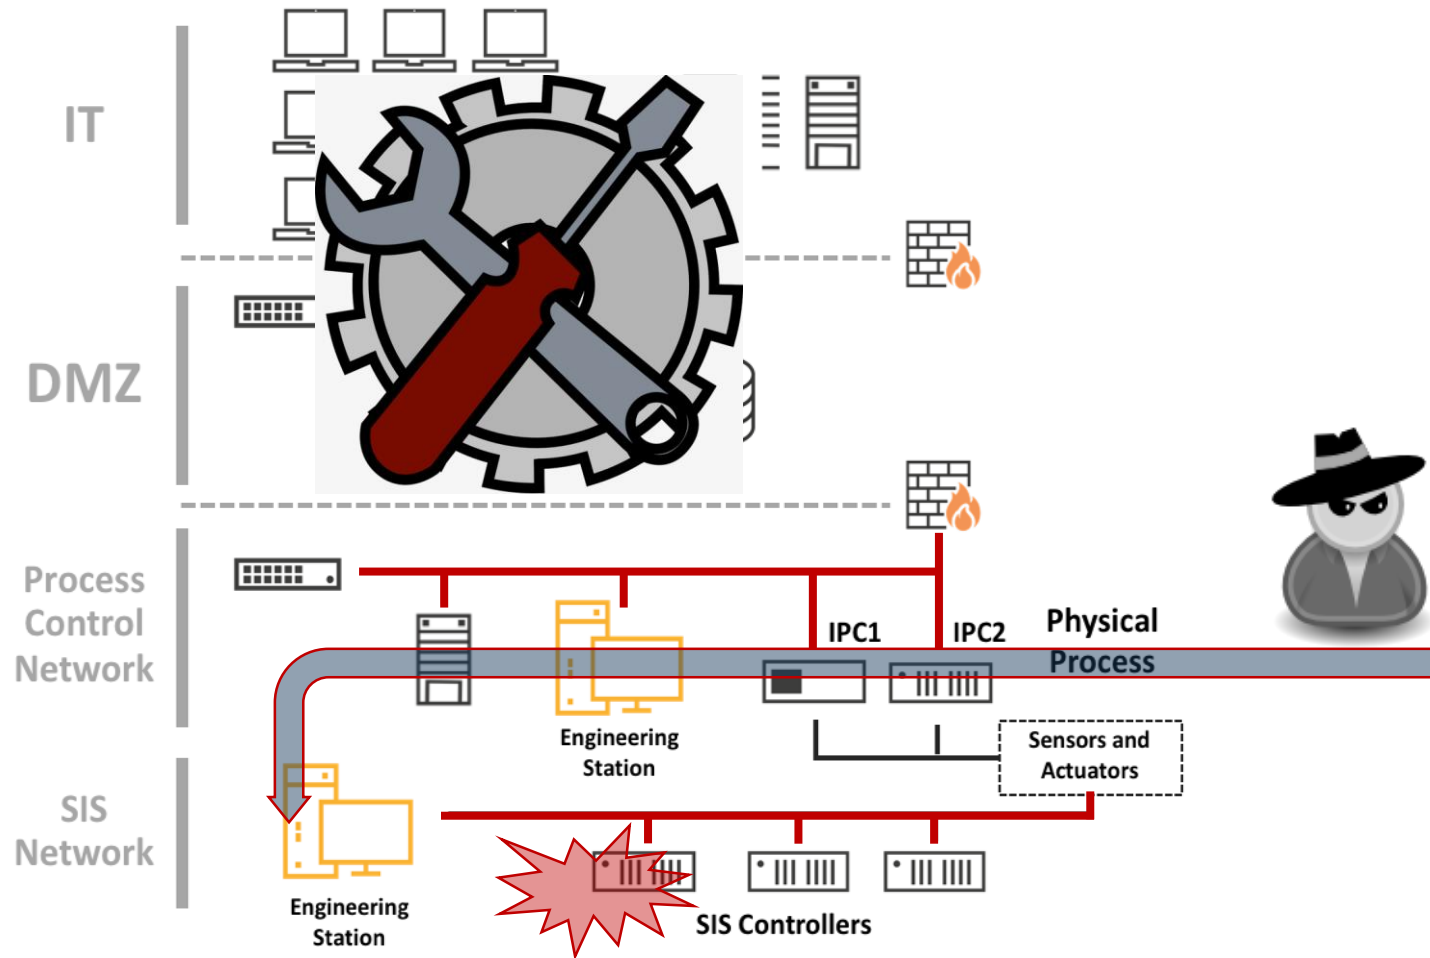 IT
DMZ
Process
Control
Network
IPC1
IPC2
Physical
Process
Engineering
Station
Sensors and
Actuators
SIS
Network
Engineering
Station
SIS Controllers